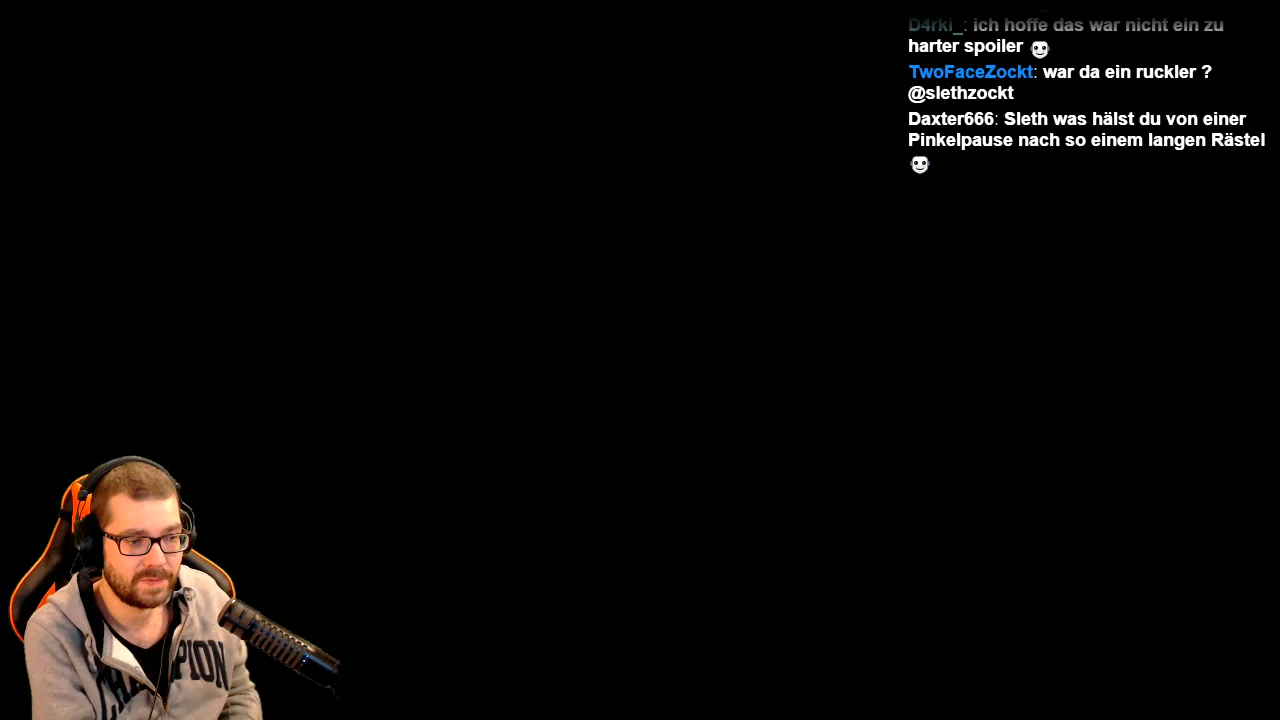 D4rki_: ich hoffe das war nicht ein zu
harter spoiler
TwoFaceZockt: war da ein ruckler ?
@slethzockt
Daxter666: Sleth was hälst du von einer
Pinkelpause nach so einem langen Rästel
CHAMPION